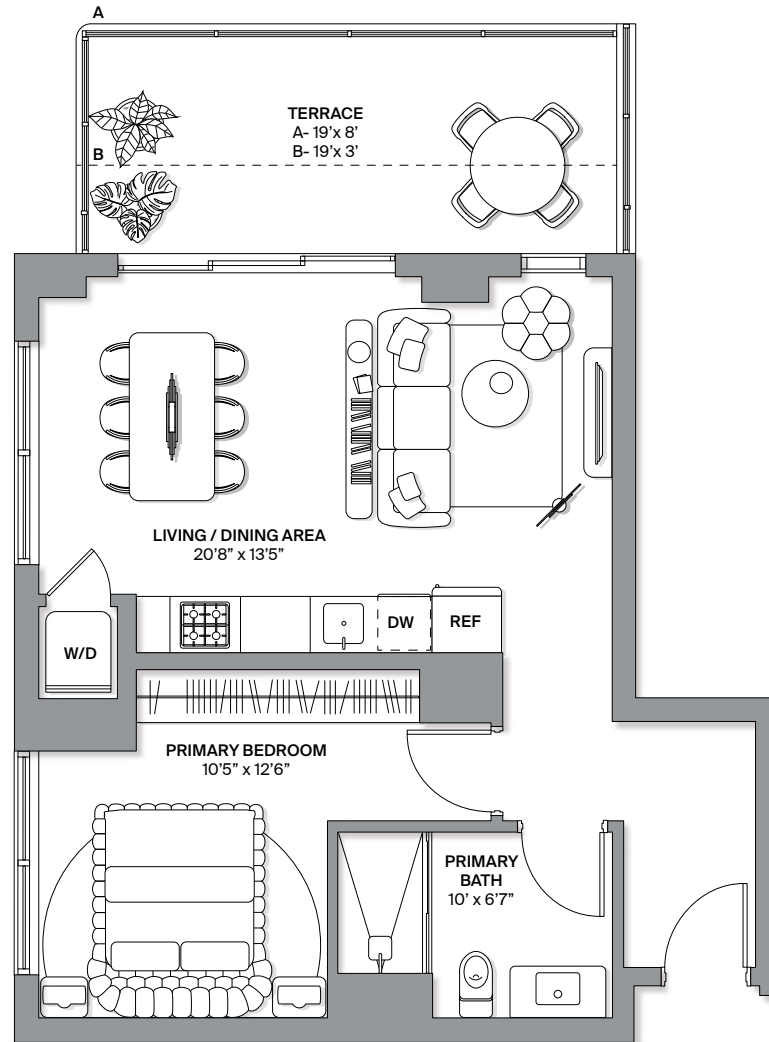 A
TERRACE
A- 19’x 8’
B- 19’x 3’
B
LIVING / DINING AREA
20’8” x 13’5”
W/D
DW
REF
PRIMARY BEDROOM
10’5” x 12’6”
PRIMARY
BATH
10’ x 6’7”